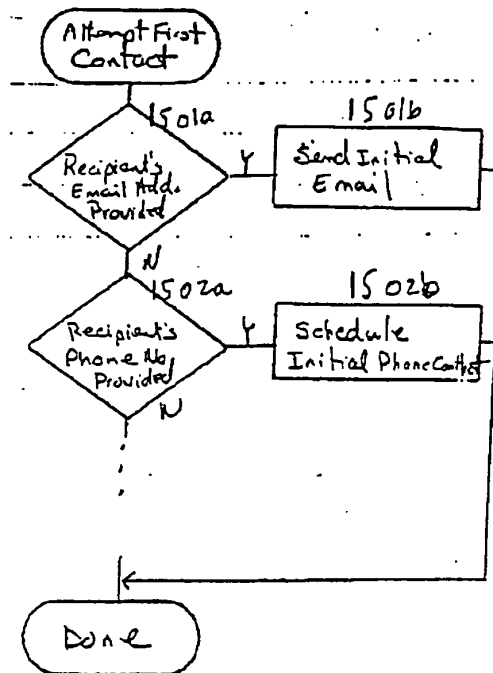 Attempt First
Contact
1501a
1501b
Recipient's
Email Add.
Provided
Y
Send Initial
Email
N
1502a
1502b
Recipient's
Phone No.
Provided
Y
Schedule
Initial Phone Contact
N
Done